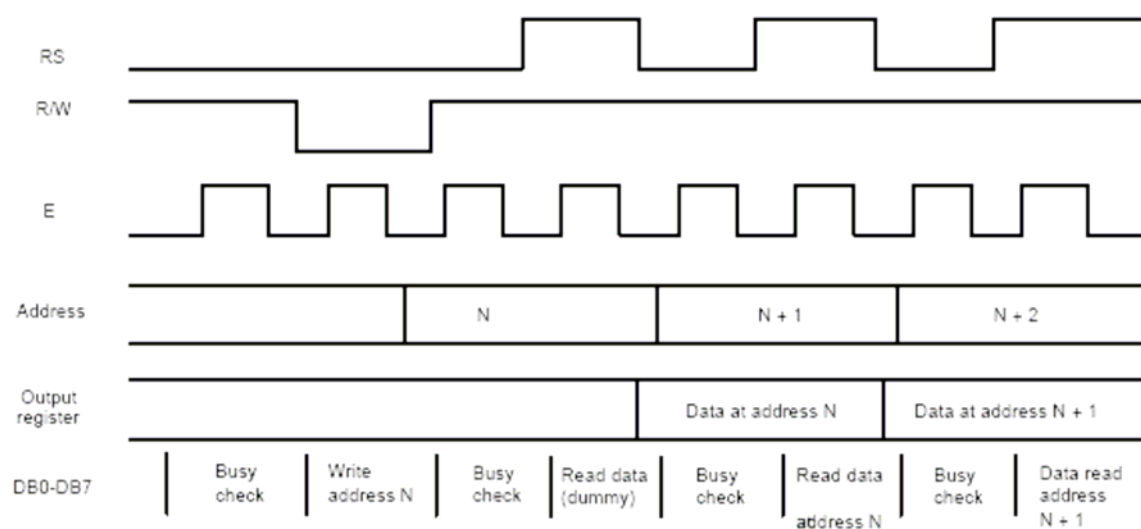 RS
R/W
E
Address
N
N + 1
N + 2
Output
register
Data at address N
Data at address N + 1
DB0-DB7
Busy
check
Write
address N
Busy
check
Read data
(dummy)
Busy
check
Read data
address N
Busy
check
Data read
address
N + 1